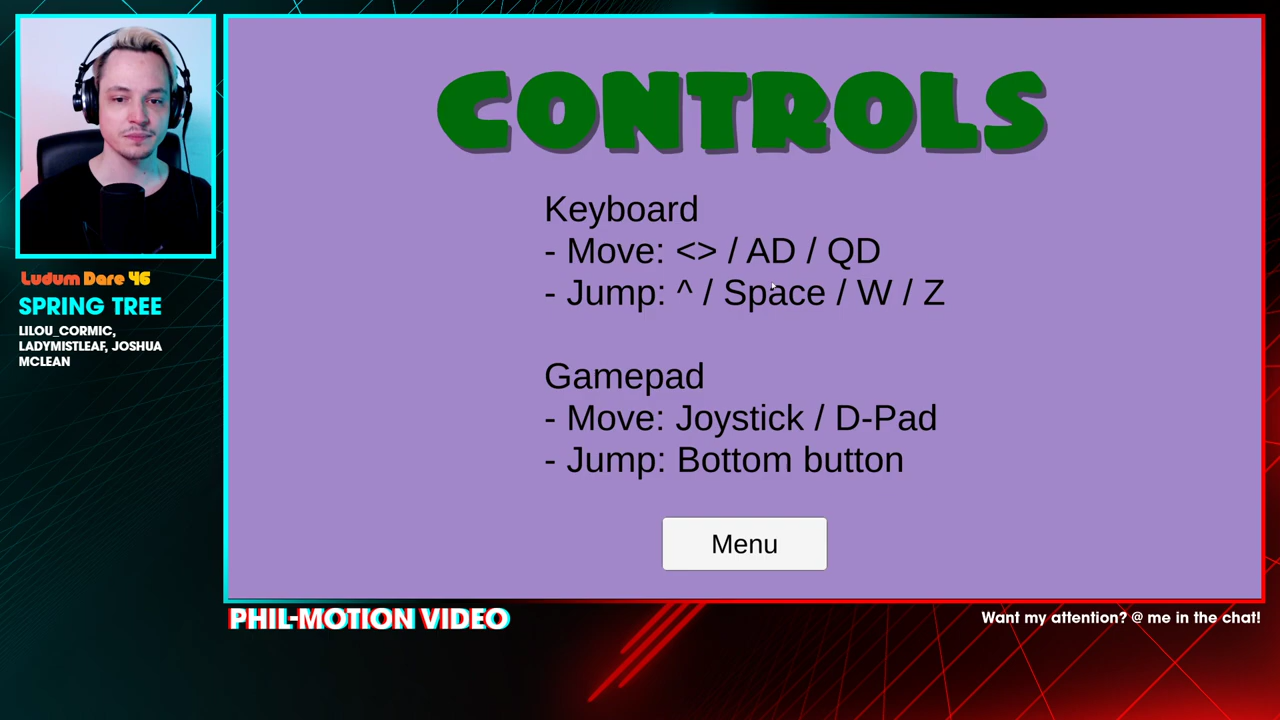 CONTROLS
Keyboard
- Move: <> / AD / QD
- Jump: ^ / Space / W / Z
Gamepad
- Move: Joystick / D-Pad
- Jump: Bottom button
Menu
Ludum Dare 46
SPRING TREE
LILOU_CORMIC,
LADYMISTLEAF, JOSHUA
MCLEAN
PHIL-MOTION VIDEO
Want my attention? @ me in the chat!